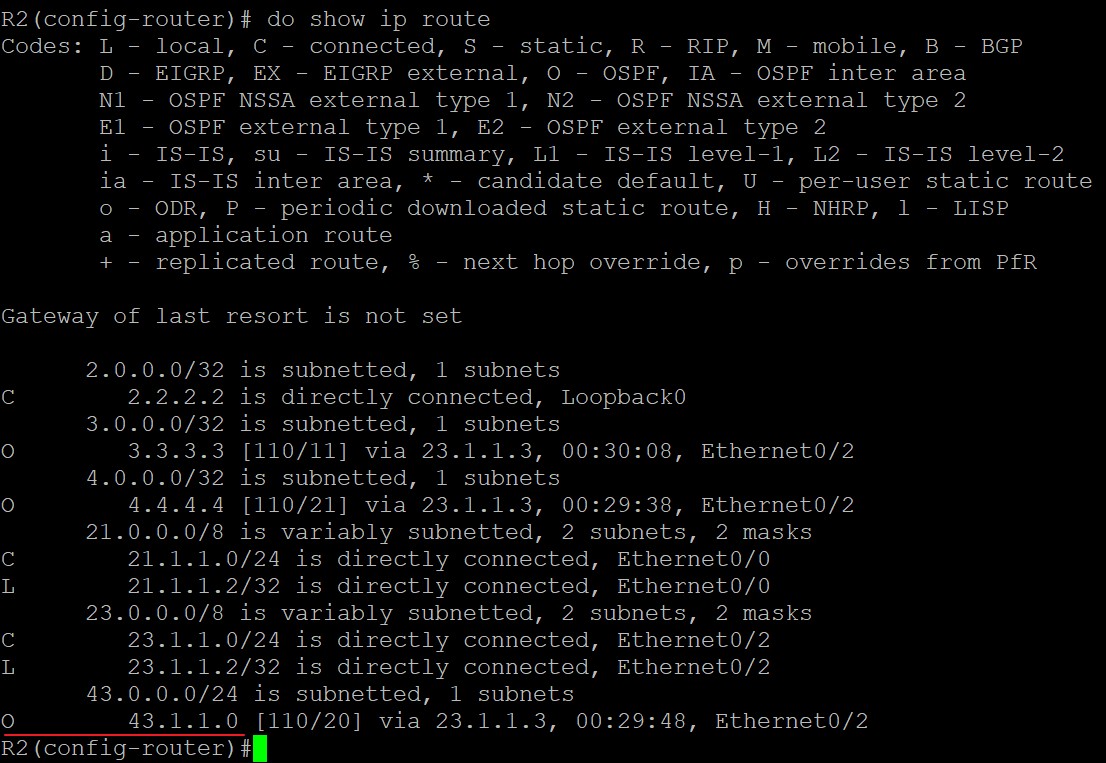 R2(config-router)# do show ip route
Codes: L - local, C - connected, S - static, R - RIP, M - mobile, B - BGP
       D - EIGRP, EX - EIGRP external, O - OSPF, IA - OSPF inter area
       N1 - OSPF NSSA external type 1, N2 - OSPF NSSA external type 2
       E1 - OSPF external type 1, E2 - OSPF external type 2
       i - IS-IS, su - IS-IS summary, L1 - IS-IS level-1, L2 - IS-IS level-2
       ia - IS-IS inter area, * - candidate default, U - per-user static route
       o - ODR, P - periodic downloaded static route, H - NHRP, l - LISP
       a - application route
       + - replicated route, % - next hop override, p - overrides from PfR

Gateway of last resort is not set

      2.0.0.0/32 is subnetted, 1 subnets
C        2.2.2.2 is directly connected, Loopback0
      3.0.0.0/32 is subnetted, 1 subnets
O        3.3.3.3 [110/11] via 23.1.1.3, 00:30:08, Ethernet0/2
      4.0.0.0/32 is subnetted, 1 subnets
O        4.4.4.4 [110/21] via 23.1.1.3, 00:29:38, Ethernet0/2
      21.0.0.0/8 is variably subnetted, 2 subnets, 2 masks
C        21.1.1.0/24 is directly connected, Ethernet0/0
L        21.1.1.2/32 is directly connected, Ethernet0/0
      23.0.0.0/8 is variably subnetted, 2 subnets, 2 masks
C        23.1.1.0/24 is directly connected, Ethernet0/2
L        23.1.1.2/32 is directly connected, Ethernet0/2
      43.0.0.0/24 is subnetted, 1 subnets
O        43.1.1.0 [110/20] via 23.1.1.3, 00:29:48, Ethernet0/2
R2(config-router)#